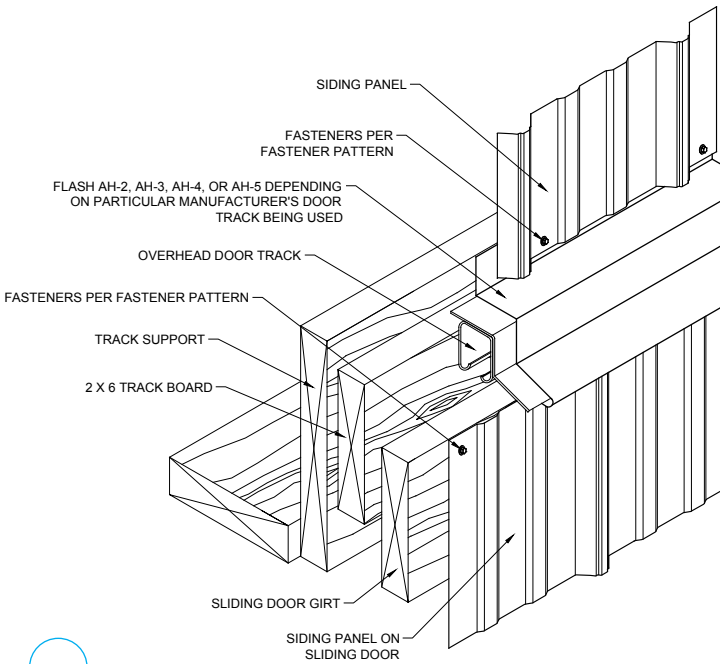 SIDING PANEL
FASTENERS PER
FASTENER PATTERN
FLASH AH-2, AH-3, AH-4, OR AH-5 DEPENDING
ON PARTICULAR MANUFACTURER'S DOOR
TRACK BEING USED
OVERHEAD DOOR TRACK
FASTENERS PER FASTENER PATTERN
TRACK SUPPORT
2 X 6 TRACK BOARD
SLIDING DOOR GIRT
SIDING PANEL ON
SLIDING DOOR